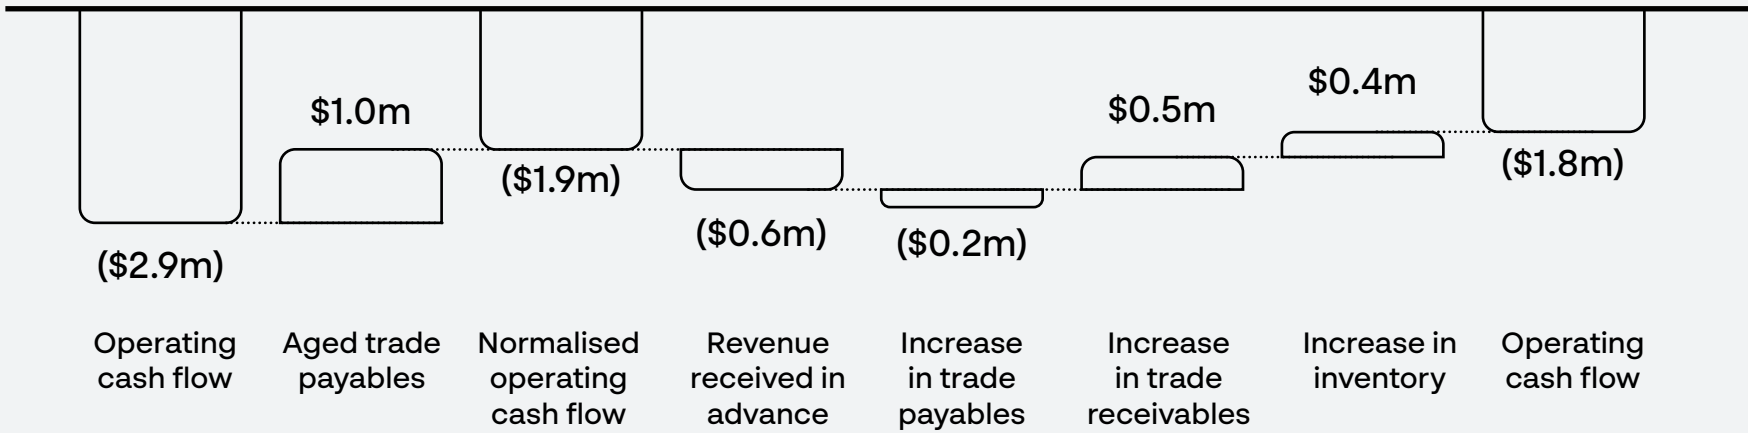 $1.0m
$0.5m
$0.4m
($2.9m)
($1.9m)
($0.6m)
($0.2m)
($1.8m)
Operating
cash flow
Aged trade
payables
Normalised
operating
cash flow
Revenue
received in
advance
Increase
in trade
payables
Increase
in trade
receivables
Increase in
inventory
Operating
cash flow